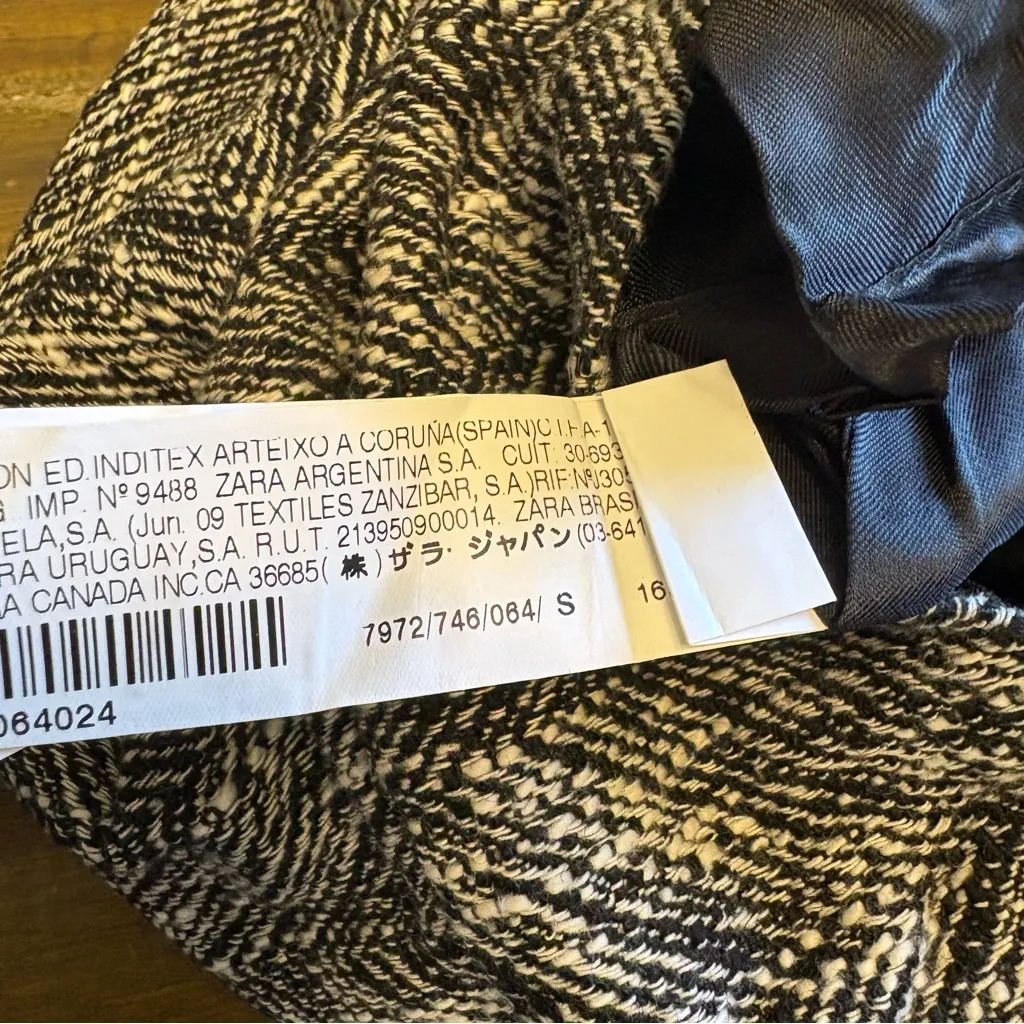 ON ED.INDITEX ARTEIXO A CORUÑA(SPAIN)C.I.F.A-1
IMP. Nº 9488 ZARA ARGENTINA S.A. CUIT: 30-693
ELA,S.A. (Jun. 09 TEXTILES ZANZIBAR, S.A.)RIF:Nº:J305
RA URUGUAY,S.A. R.U.T. 213950900014. ZARA BRAS
A CANADA INC.CA 36685( 株 ) ザラ・ ジャパン (03-641
7972/746/064/ S 16
064024